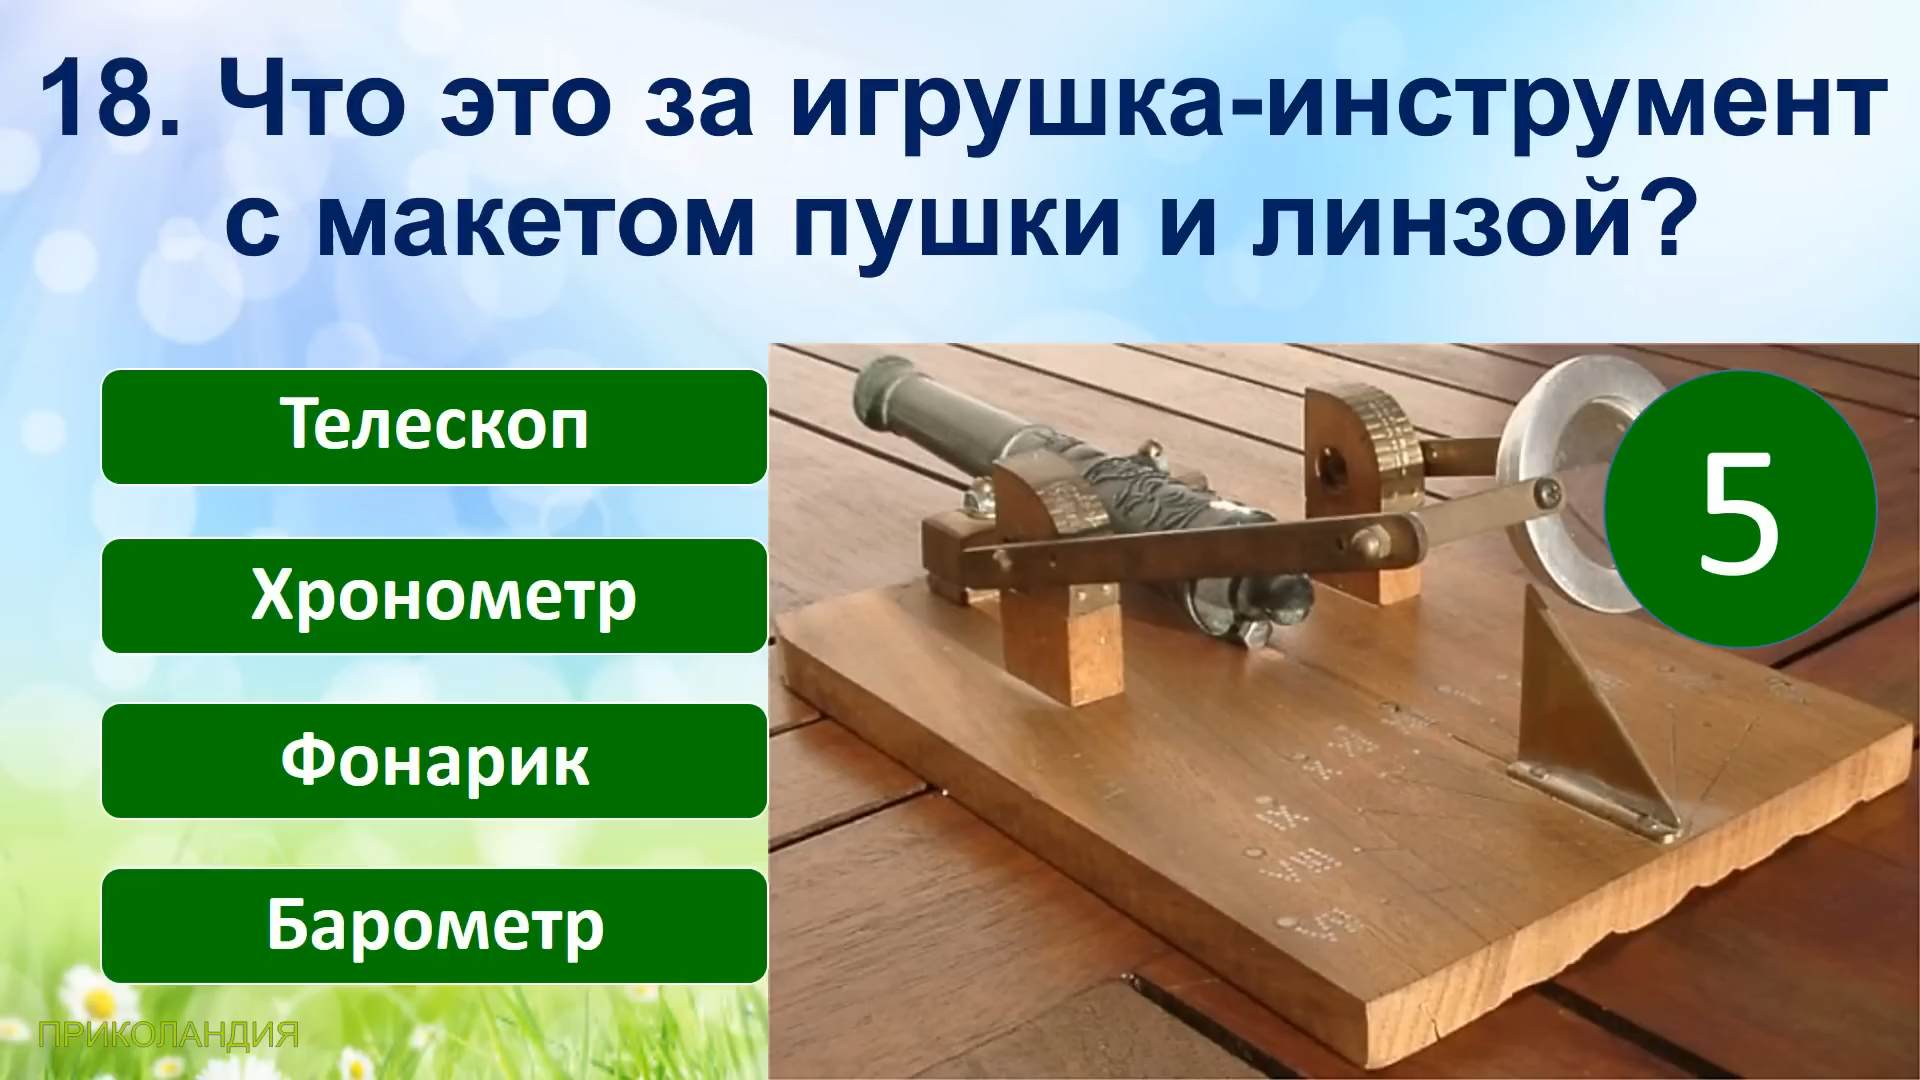 18. Что это за игрушка-инструмент
с макетом пушки и линзой?
Телескоп
Хронометр
Фонарик
Барометр
5
ПРИКОЛАНДИЯ